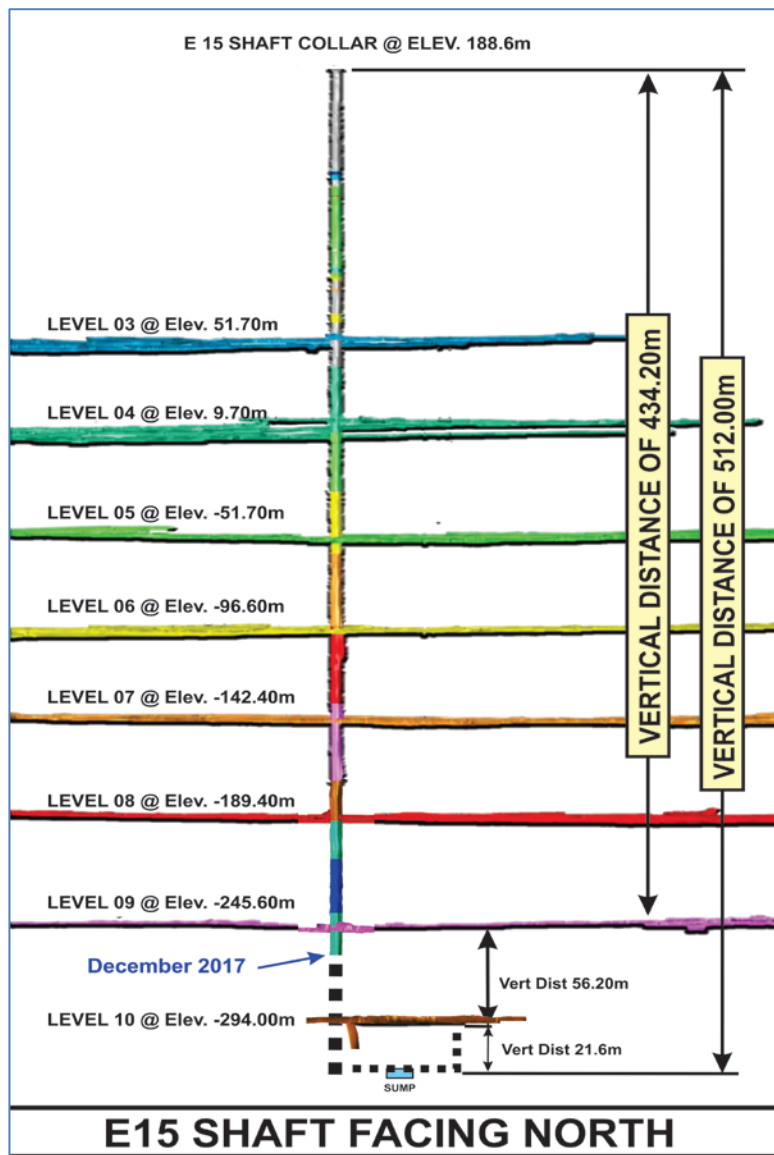 E 15 SHAFT COLLAR @ ELEV. 188.6m
LEVEL 03 @ Elev. 51.70m
LEVEL 04 @ Elev. 9.70m
LEVEL 05 @ Elev. -51.70m
LEVEL 06 @ Elev. -96.60m
LEVEL 07 @ Elev. -142.40m
LEVEL 08 @ Elev. -189.40m
LEVEL 09 @ Elev. -245.60m
VERTICAL DISTANCE OF 434.20m
VERTICAL DISTANCE OF 512.00m
December 2017
Vert Dist 56.20m
LEVEL 10 @ Elev. -294.00m
Vert Dist 21.6m
SUMP
E15 SHAFT FACING NORTH